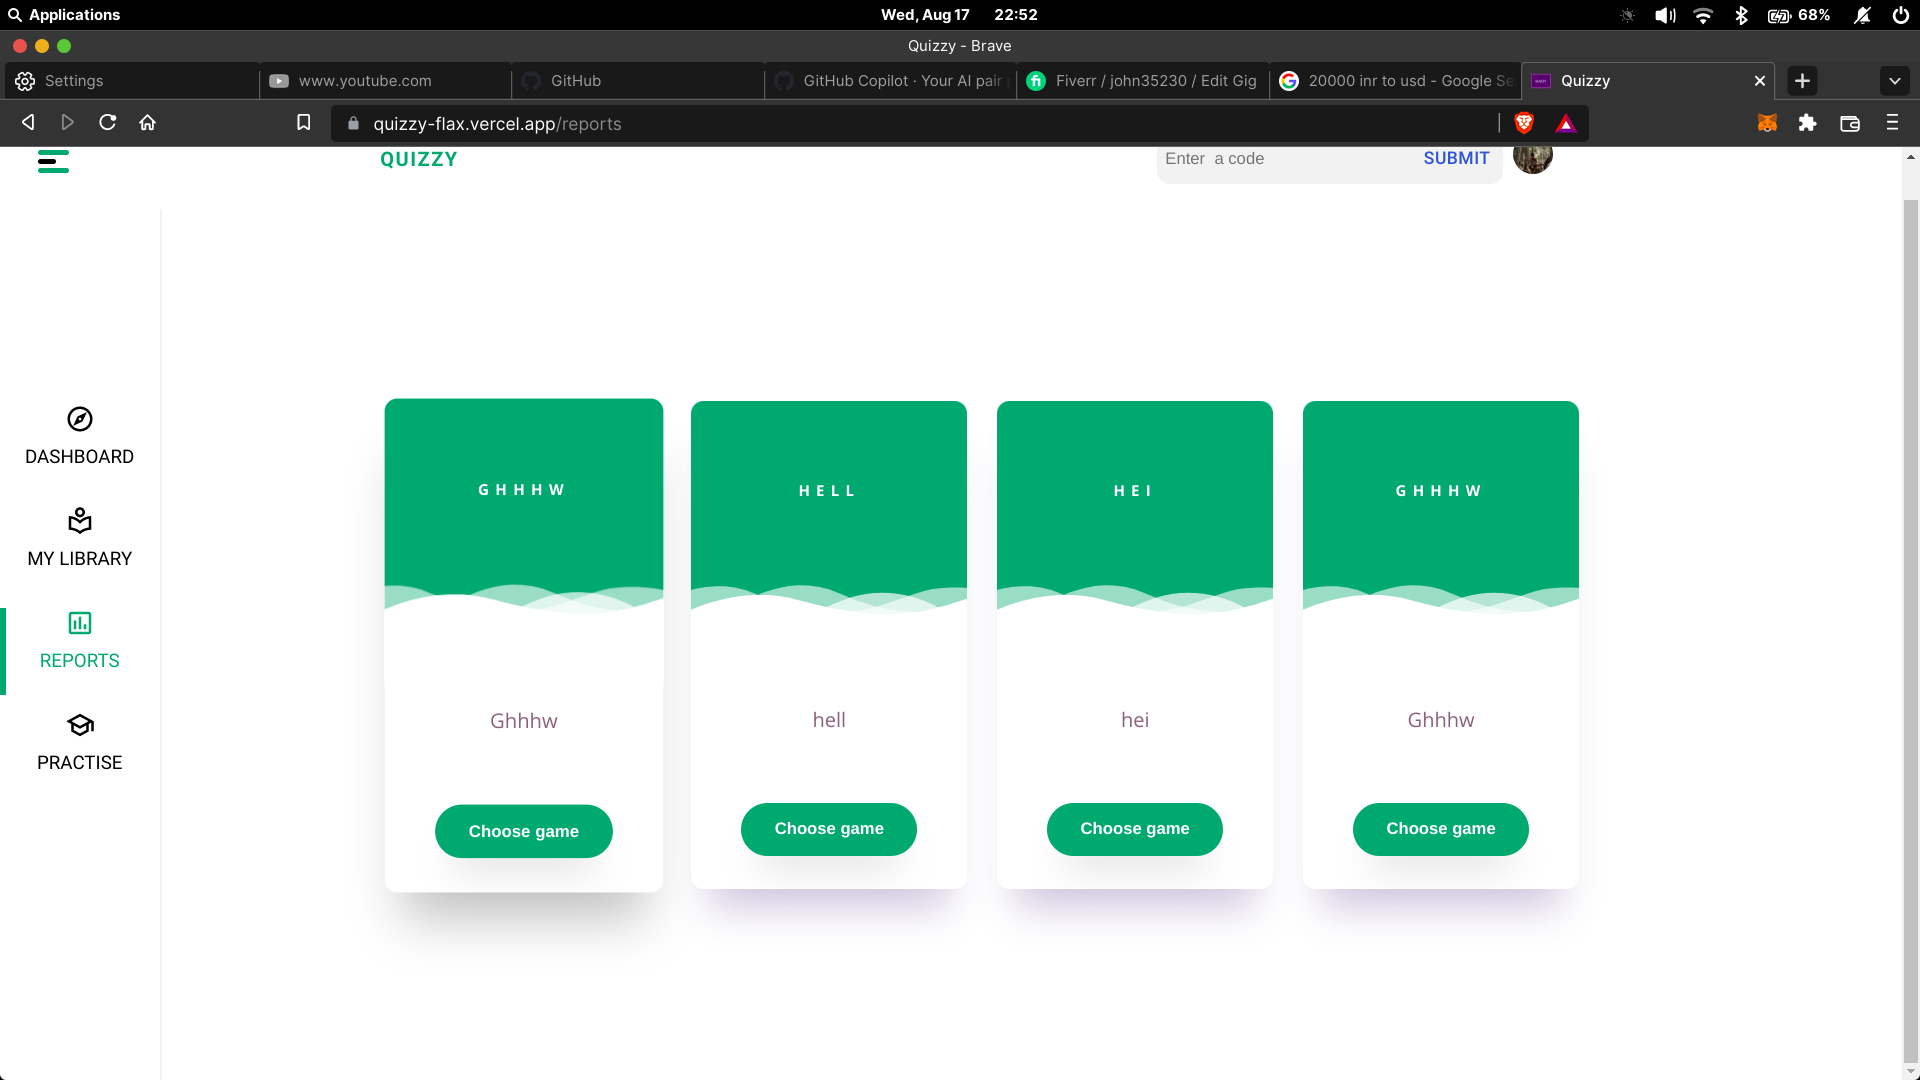 Applications
Wed, Aug 17 22:52
68%
Quizzy - Brave
Settings
www.youtube.com
GitHub
GitHub Copilot · Your AI pair
Fiverr / john35230 / Edit Gig
20000 inr to usd - Google Se
Quizzy
quizzy-flax.vercel.app/reports
QUIZZY
Enter a code
SUBMIT
DASHBOARD
MY LIBRARY
REPORTS
PRACTISE
GHHHW
HELL
HEI
GHHHW
Ghhhw
hell
hei
Ghhhw
Choose game
Choose game
Choose game
Choose game